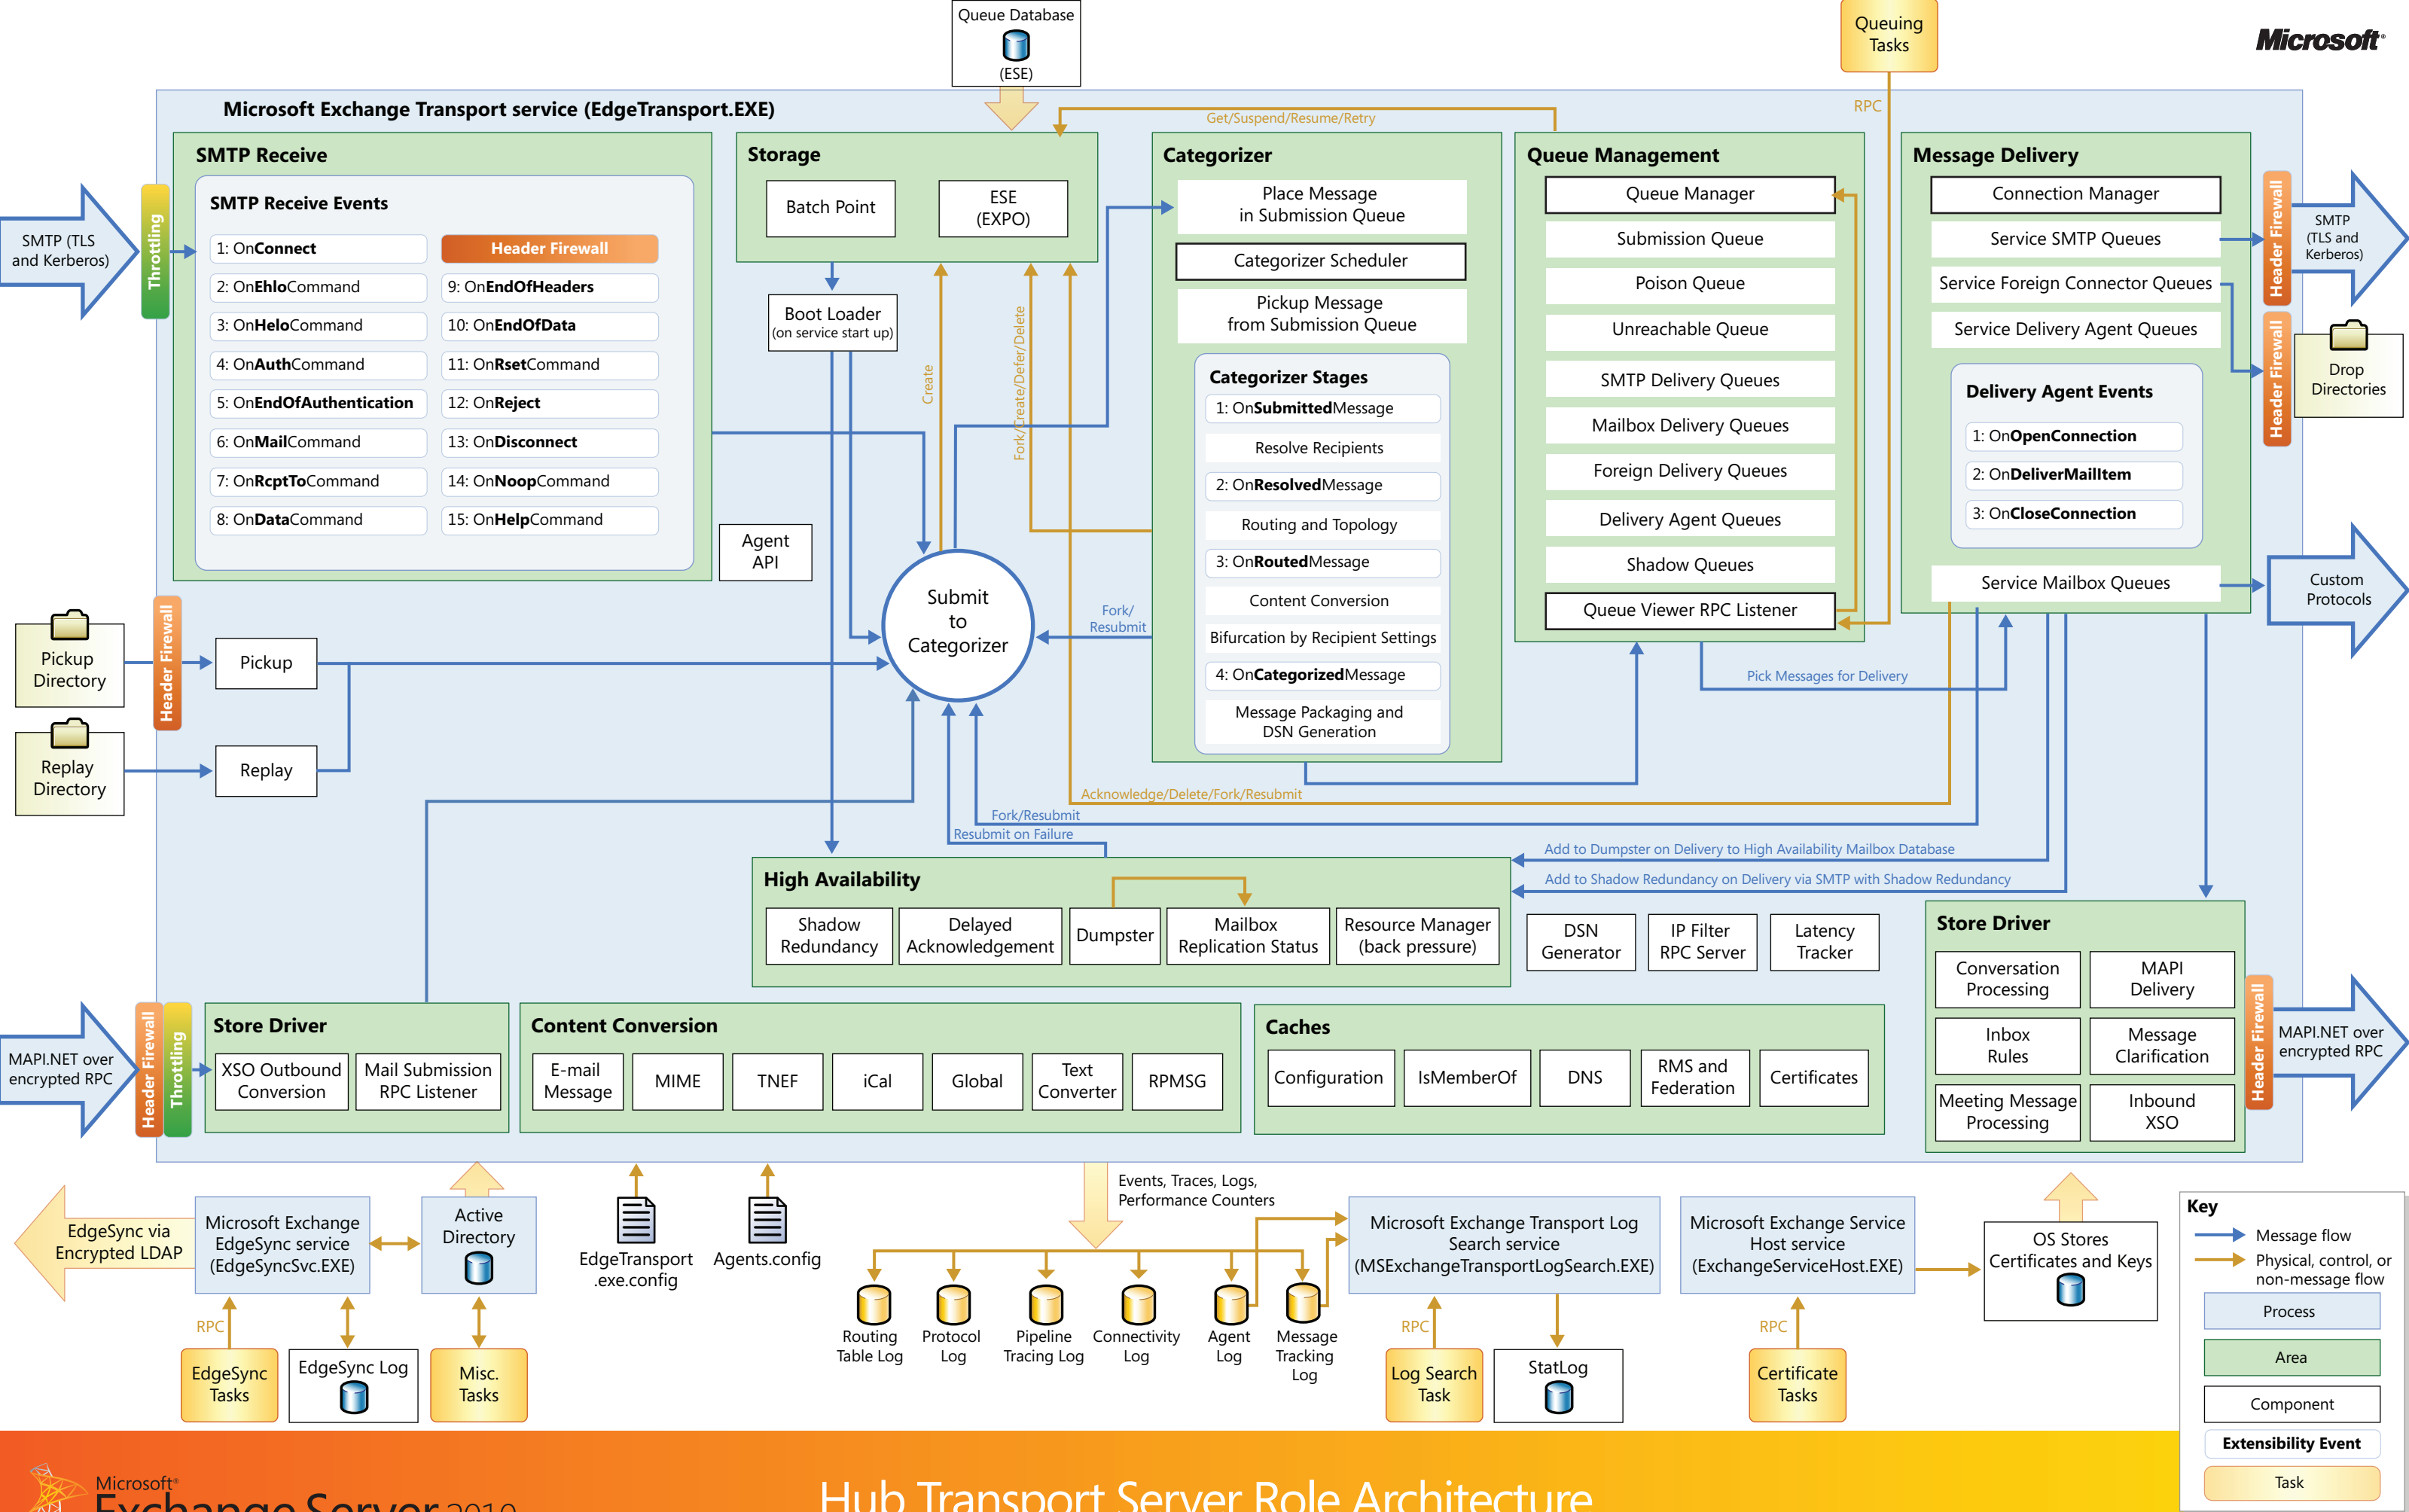 Queue Database
(ESE)
Queuing
Tasks
Microsoft®
Microsoft Exchange Transport service (EdgeTransport.EXE)
Get/Suspend/Resume/Retry
RPC
SMTP (TLS
and Kerberos)
Throttling
SMTP Receive
SMTP Receive Events
1: OnConnect
2: OnEhloCommand
3: OnHeloCommand
4: OnAuthCommand
5: OnEndOfAuthentication
6: OnMailCommand
7: OnRcptToCommand
8: OnDataCommand
Header Firewall
9: OnEndOfHeaders
10: OnEndOfData
11: OnRsetCommand
12: OnReject
13: OnDisconnect
14: OnNoopCommand
15: OnHelpCommand
Storage
Batch Point
ESE
(EXPO)
Boot Loader
(on service start up)
Create
Fork/Create/Defer/Delete
Agent
API
Submit
to
Categorizer
Fork/
Resubmit
Categorizer
Place Message
in Submission Queue
Categorizer Scheduler
Pickup Message
from Submission Queue
Categorizer Stages
1: OnSubmittedMessage
Resolve Recipients
2: OnResolvedMessage
Routing and Topology
3: OnRoutedMessage
Content Conversion
Bifurcation by Recipient Settings
4: OnCategorizedMessage
Message Packaging and
DSN Generation
Queue Management
Queue Manager
Submission Queue
Poison Queue
Unreachable Queue
SMTP Delivery Queues
Mailbox Delivery Queues
Foreign Delivery Queues
Delivery Agent Queues
Shadow Queues
Queue Viewer RPC Listener
Message Delivery
Connection Manager
Service SMTP Queues
Service Foreign Connector Queues
Service Delivery Agent Queues
Delivery Agent Events
1: OnOpenConnection
2: OnDeliverMailItem
3: OnCloseConnection
Service Mailbox Queues
Header Firewall
SMTP
(TLS and
Kerberos)
Header Firewall
Drop
Directories
Custom
Protocols
Pick Messages for Delivery
Pickup
Directory
Header Firewall
Pickup
Replay
Directory
Replay
Acknowledge/Delete/Fork/Resubmit
Fork/Resubmit
Resubmit on Failure
Add to Dumpster on Delivery to High Availability Mailbox Database
Add to Shadow Redundancy on Delivery via SMTP with Shadow Redundancy
High Availability
Shadow
Redundancy
Delayed
Acknowledgement
Dumpster
Mailbox
Replication Status
Resource Manager
(back pressure)
DSN
Generator
IP Filter
RPC Server
Latency
Tracker
Store Driver
Conversation
Processing
MAPI
Delivery
Inbox
Rules
Message
Clarification
Meeting Message
Processing
Inbound
XSO
Header Firewall
MAPI.NET over
encrypted RPC
MAPI.NET over
encrypted RPC
Header Firewall
Throttling
Store Driver
XSO Outbound
Conversion
Mail Submission
RPC Listener
Content Conversion
E-mail
Message
MIME
TNEF
iCal
Global
Text
Converter
RPMSG
Caches
Configuration
IsMemberOf
DNS
RMS and
Federation
Certificates
EdgeSync via
Encrypted LDAP
Microsoft Exchange
EdgeSync service
(EdgeSyncSvc.EXE)
Active
Directory
EdgeTransport
.exe.config
Agents.config
Events, Traces, Logs,
Performance Counters
Routing
Table Log
Protocol
Log
Pipeline
Tracing Log
Connectivity
Log
Agent
Log
Message
Tracking
Log
Microsoft Exchange Transport Log
Search service
(MSExchangeTransportLogSearch.EXE)
Microsoft Exchange Service
Host service
(ExchangeServiceHost.EXE)
OS Stores
Certificates and Keys
RPC
EdgeSync
Tasks
EdgeSync Log
Misc.
Tasks
RPC
Log Search
Task
StatLog
RPC
Certificate
Tasks
Key
Message flow
Physical, control, or
non-message flow
Process
Area
Component
Extensibility Event
Task
Microsoft®
Exchange Server 2010
Hub Transport Server Role Architecture